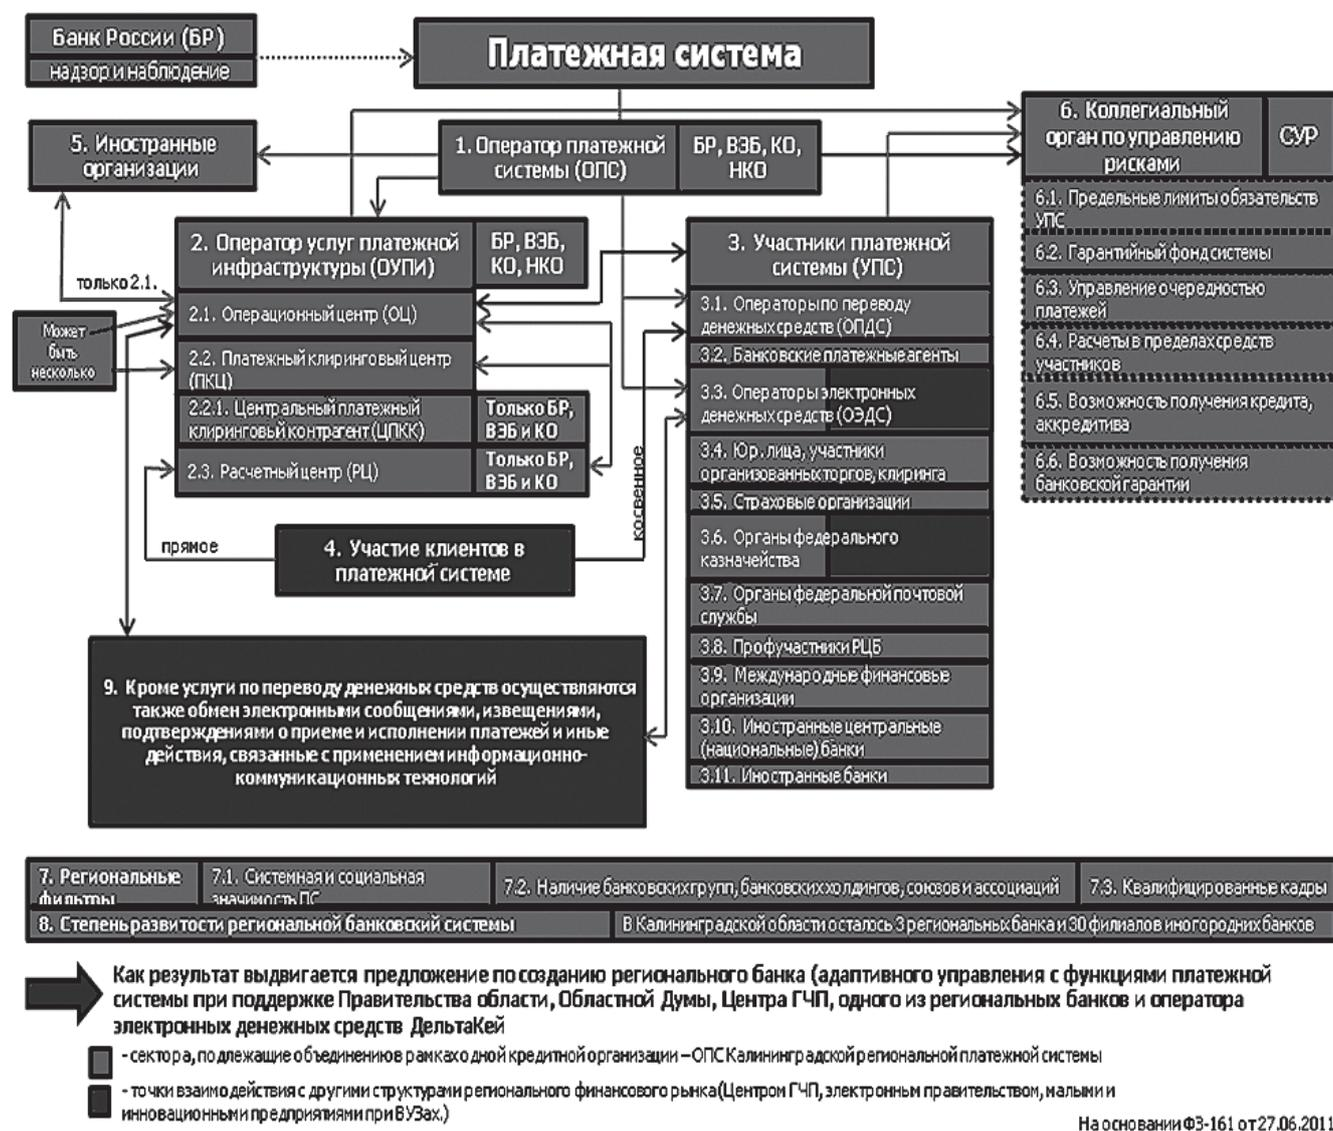 Банк России (БР)
надзор и наблюдение
Платежная система
5. Иностранные
организации
1. Оператор платежной
системы (ОПС)
БР, ВЭБ, КО,
НКО
6. Коллегиальный
орган по управлению
рисками
СУР
6.1. Предельные лимиты обязательств
УПС
6.2. Гарантийный фонд системы
6.3. Управление очередностью
платежей
6.4. Расчеты в пределах средств
участников
6.5. Возможность получения кредита,
аккредитива
6.6. Возможность получения
банковской гарантии
2. Оператор услуг платежной
инфраструктуры (ОУПИ)
БР, ВЭБ,
КО, НКО
только 2.1.
2.1. Операционный центр (ОЦ)
Может
быть
несколько
2.2. Платежный клиринговый центр
(ПКЦ)
2.2.1. Центральный платежный
клиринговый контрагент (ЦПКК)
Только БР,
ВЭБ и КО
2.3. Расчетный центр (РЦ)
Только БР,
ВЭБ и КО
3. Участники платежной
системы (УПС)
3.1. Операторы по переводу
денежных средств (ОПДС)
3.2. Банковские платежные агенты
3.3. Операторы электронных
денежных средств (ОЭДС)
3.4. Юр. лица, участники
организованных торгов, клиринга
3.5. Страховые организации
3.6. Органы федерального
казначейства
3.7. Органы федеральной почтовой
службы
3.8. Профучастники РЦБ
3.9. Международные финансовые
организации
3.10. Иностранные центральные
(национальные) банки
3.11. Иностранные банки
прямое
косвенное
4. Участие клиентов в
платежной системе
9. Кроме услуги по переводу денежных средств осуществляются
также обмен электронными сообщениями, извещениями,
подтверждениями о приеме и исполнении платежей и иные
действия, связанные с применением информационно-
коммуникационных технологий
7. Региональные
фильтры
7.1. Системная и социальная
значимость ПС
7.2. Наличие банковских групп, банковских холдингов, союзов и ассоциаций
7.3. Квалифицированные кадры
8. Степень развитости региональной банковский системы
В Калининградской области осталось 3 региональных банка и 30 филиалов иногородних банков
Как результат выдвигается предложение по созданию регионального банка (адаптивного управления с функциями платежной
системы при поддержке Правительства области, Областной Думы, Центра ГЧП, одного из региональных банков и оператора
электронных денежных средств ДельтаКей
- сектора, подлежащие объединению в рамках одной кредитной организации – ОПС Калининградской региональной платежной системы
- точки взаимодействия с другими структурами регионального финансового рынка (Центром ГЧП, электронным правительством, малыми и
инновационными предприятиями при ВУЗах.)
На основании ФЗ-161 от 27.06.2011